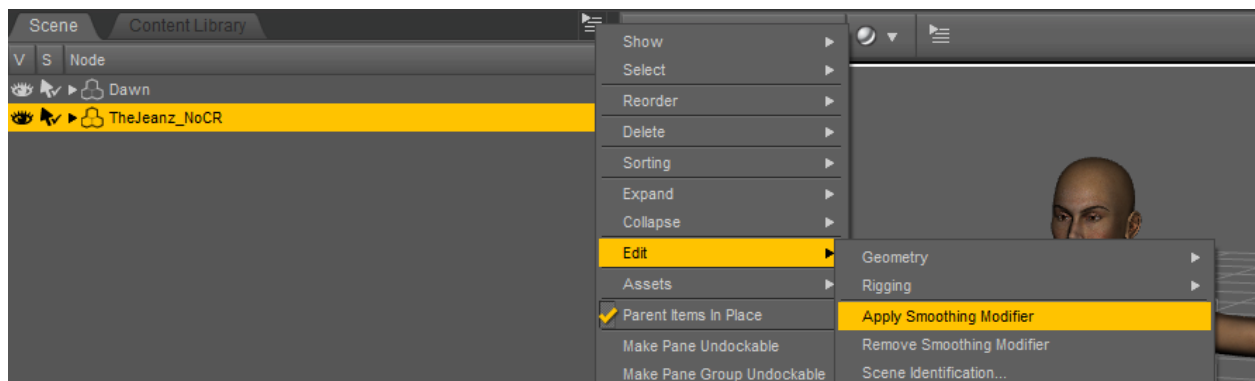 Scene
Content Library
V S Node
Dawn
TheJeanz_NoCR
Show
Select
Reorder
Delete
Sorting
Expand
Collapse
Edit
Assets
Parent Items In Place
Make Pane Undockable
Make Pane Group Undockable
Geometry
Rigging
Apply Smoothing Modifier
Remove Smoothing Modifier
Scene Identification...